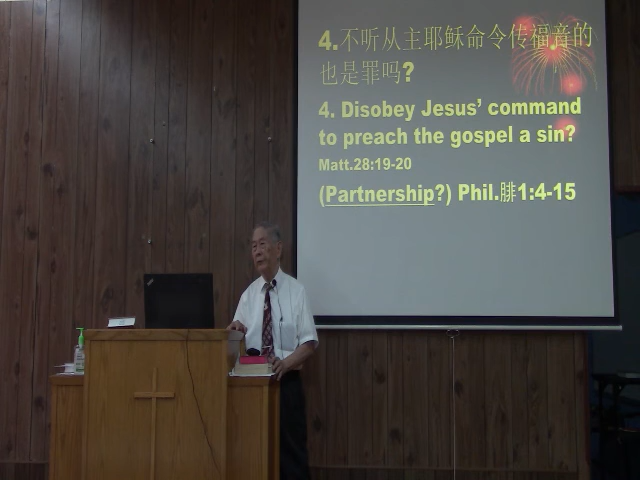 4.不听从主耶稣命令传福音的
也是罪吗?
4. Disobey Jesus’ command
to preach the gospel a sin?
Matt.28:19-20
(Partnership?) Phil.腓1:4-15